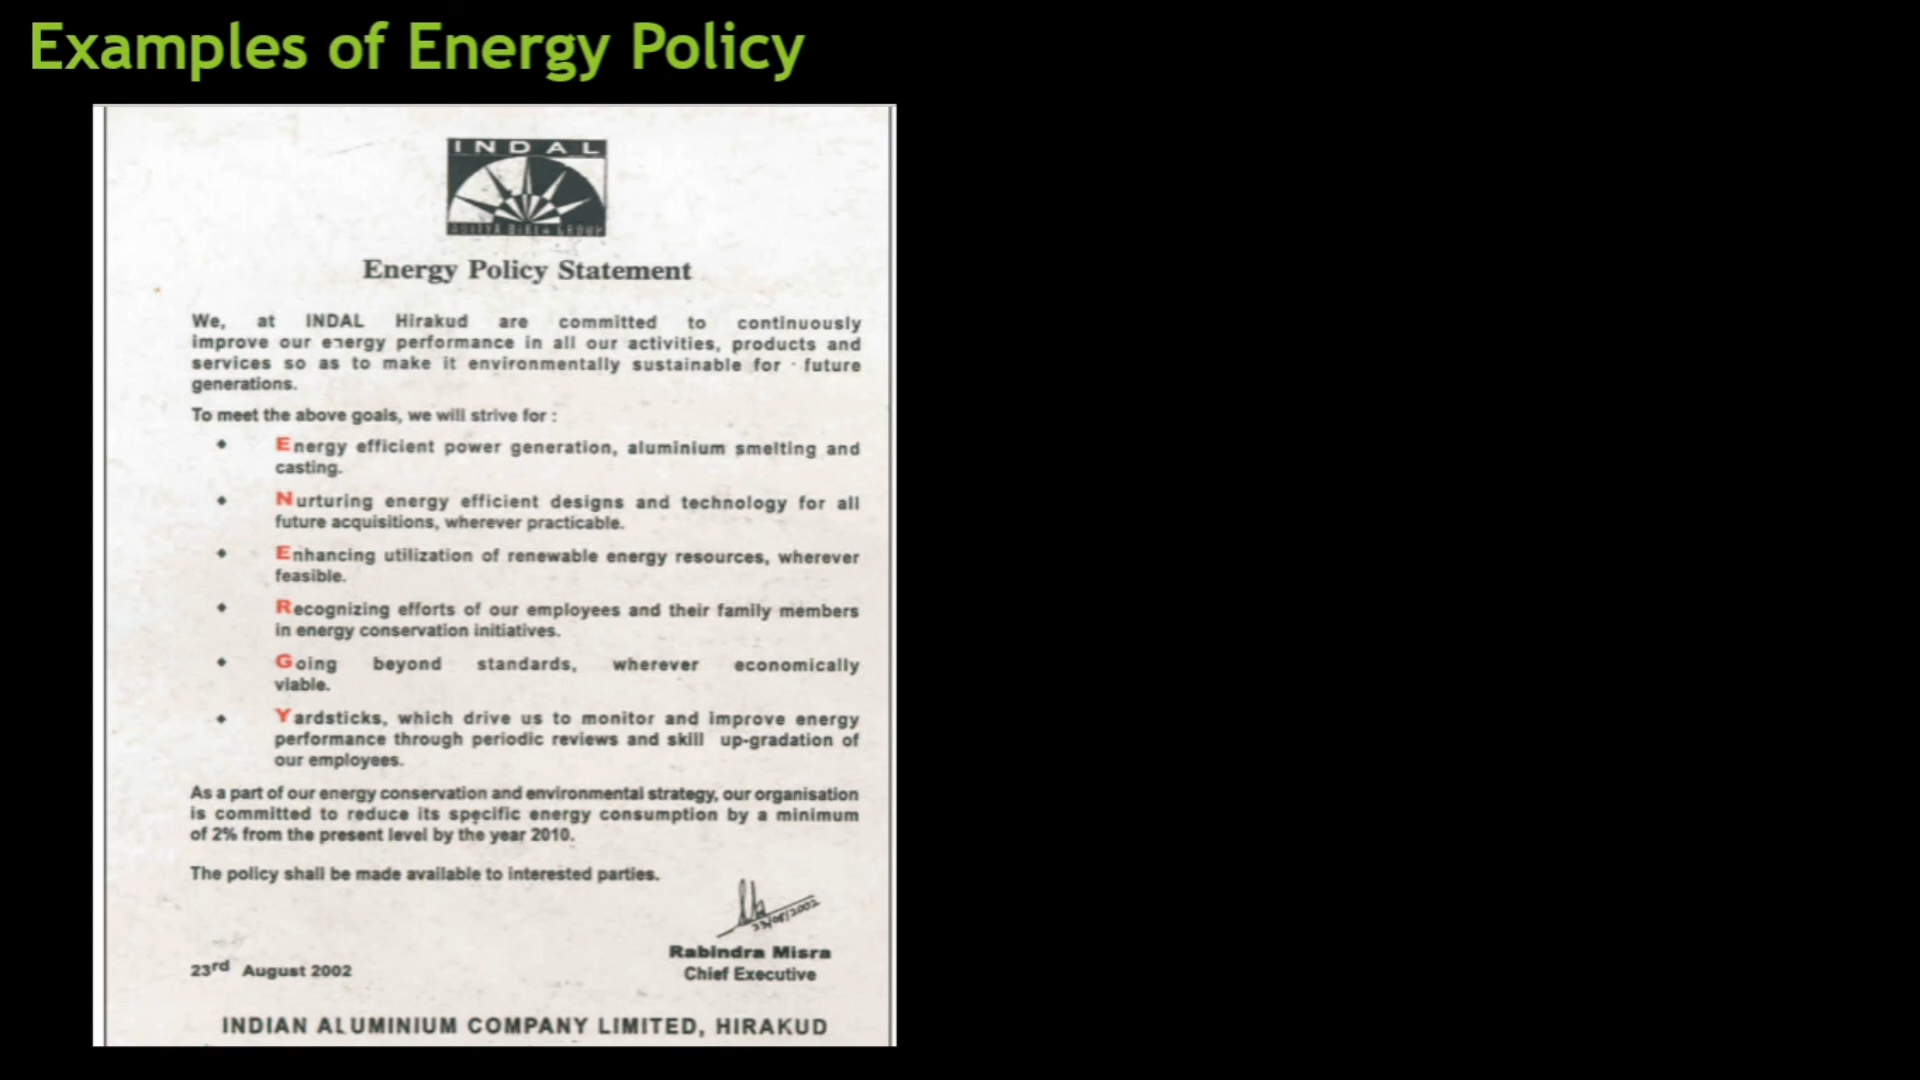 Examples of Energy Policy
INDAL
ADITYA BIRLA GROUP
Energy Policy Statement
We, at INDAL Hirakud are committed to continuously
improve our energy performance in all our activities, products and
services so as to make it environmentally sustainable for future
generations.
To meet the above goals, we will strive for :
Energy efficient power generation, aluminium smelting and
casting.
Nurturing energy efficient designs and technology for all
future acquisitions, wherever practicable.
Enhancing utilization of renewable energy resources, wherever
feasible.
Recognizing efforts of our employees and their family members
in energy conservation initiatives.
Going beyond standards, wherever economically
viable.
Yardsticks, which drive us to monitor and improve energy
performance through periodic reviews and skill up-gradation of
our employees.
As a part of our energy conservation and environmental strategy, our organisation
is committed to reduce its specific energy consumption by a minimum
of 2% from the present level by the year 2010.
The policy shall be made available to interested parties.
23/08/2002
Rabindra Misra
23rd August 2002
Chief Executive
INDIAN ALUMINIUM COMPANY LIMITED, HIRAKUD